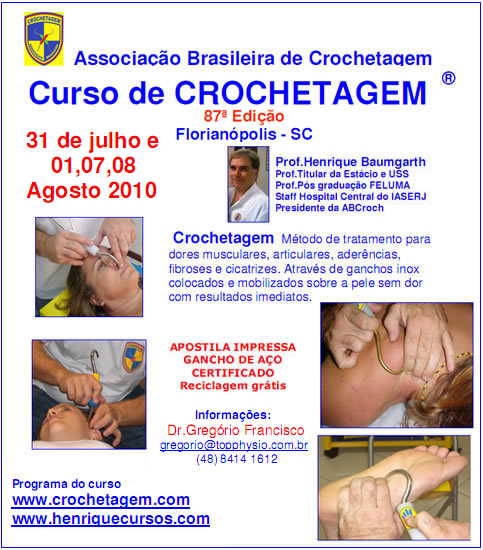 CROCHETAGEM
Associação Brasileira de Crochetagem
Curso de CROCHETAGEM ®
87ª Edição
Florianópolis - SC
31 de julho e
01,07,08
Agosto 2010
Prof.Henrique Baumgarth
Prof.Titular da Estácio e USS
Prof.Pós graduação FELUMA
Staff Hospital Central do IASERJ
Presidente da ABCroch
Crochetagem Método de tratamento para
dores musculares, articulares, aderências,
fibroses e cicatrizes. Através de ganchos inox
colocados e mobilizados sobre a pele sem dor
com resultados imediatos.
APOSTILA IMPRESSA
GANCHO DE AÇO
CERTIFICADO
Reciclagem grátis
Informações:
Dr.Gregório Francisco
gregorio@topphysio.com.br
(48) 8414 1612
Programa do curso
www.crochetagem.com
www.henriquecursos.com